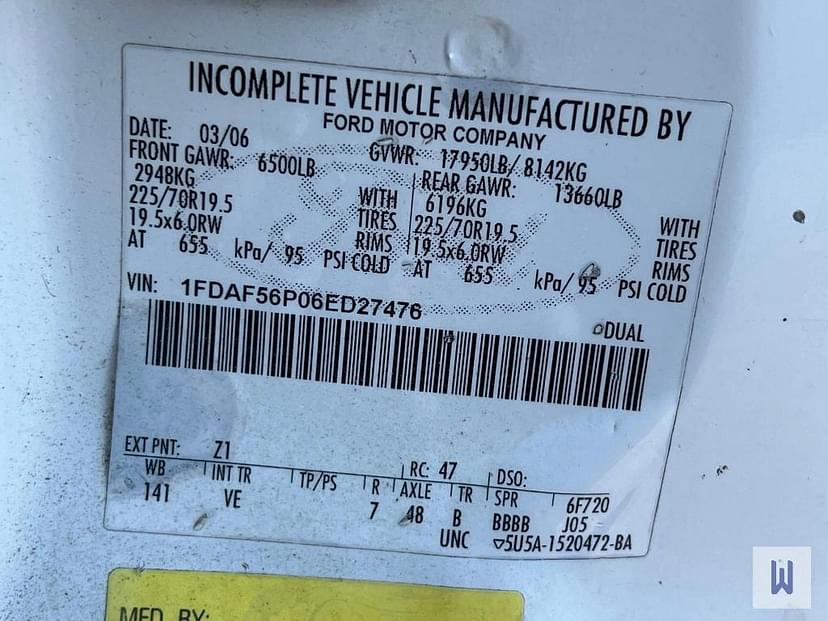 INCOMPLETE VEHICLE MANUFACTURED BY
FORD MOTOR COMPANY
DATE: 03/06 GVWR: 17950LB/ 8142KG
FRONT GAWR: 6500LB REAR GAWR: 13660LB
2948KG WITH 6196KG WITH
225/70R19.5 TIRES 225/70R19.5 TIRES
19.5x6.0RW RIMS 19.5x6.0RW RIMS
AT 655 kPa/ 95 PSI COLD AT 655 kPa/ 95 PSI COLD
VIN: 1FDAF56P06ED27476
DUAL
EXT PNT: Z1 RC: 47 DSO:
WB INT TR TP/PS R AXLE TR SPR 6F720
141 VE 7 48 B BBBB J05
UNC ▽5U5A-1520472-BA
MFD. BY:
W